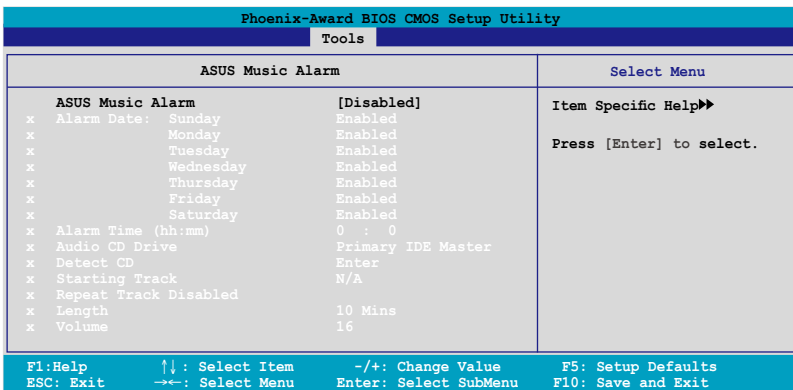 Phoenix-Award BIOS CMOS Setup Utility
Tools
ASUS Music Alarm
Select Menu
ASUS Music Alarm [Disabled]
x Alarm Date: Sunday Enabled
x Monday Enabled
x Tuesday Enabled
x Wednesday Enabled
x Thursday Enabled
x Friday Enabled
x Saturday Enabled
x Alarm Time (hh:mm) 0 : 0
x Audio CD Drive Primary IDE Master
x Detect CD Enter
x Starting Track N/A
x Repeat Track Disabled
x Length 10 Mins
x Volume 16
Item Specific Help▶▶
Press [Enter] to select.
F1:Help ↑↓: Select Item -/+: Change Value F5: Setup Defaults
ESC: Exit →←: Select Menu Enter: Select SubMenu F10: Save and Exit